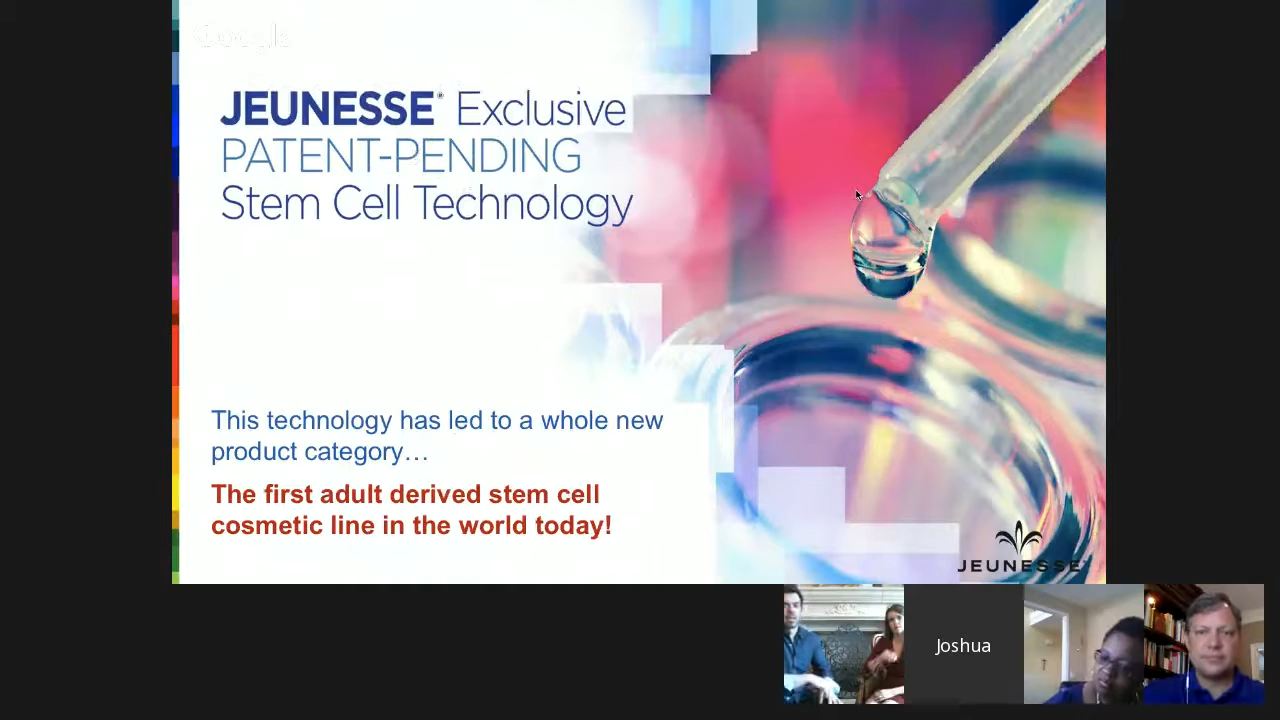 Google
JEUNESSE® Exclusive
PATENT-PENDING
Stem Cell Technology
This technology has led to a whole new
product category…
The first adult derived stem cell
cosmetic line in the world today!
JEUNESSE
Joshua